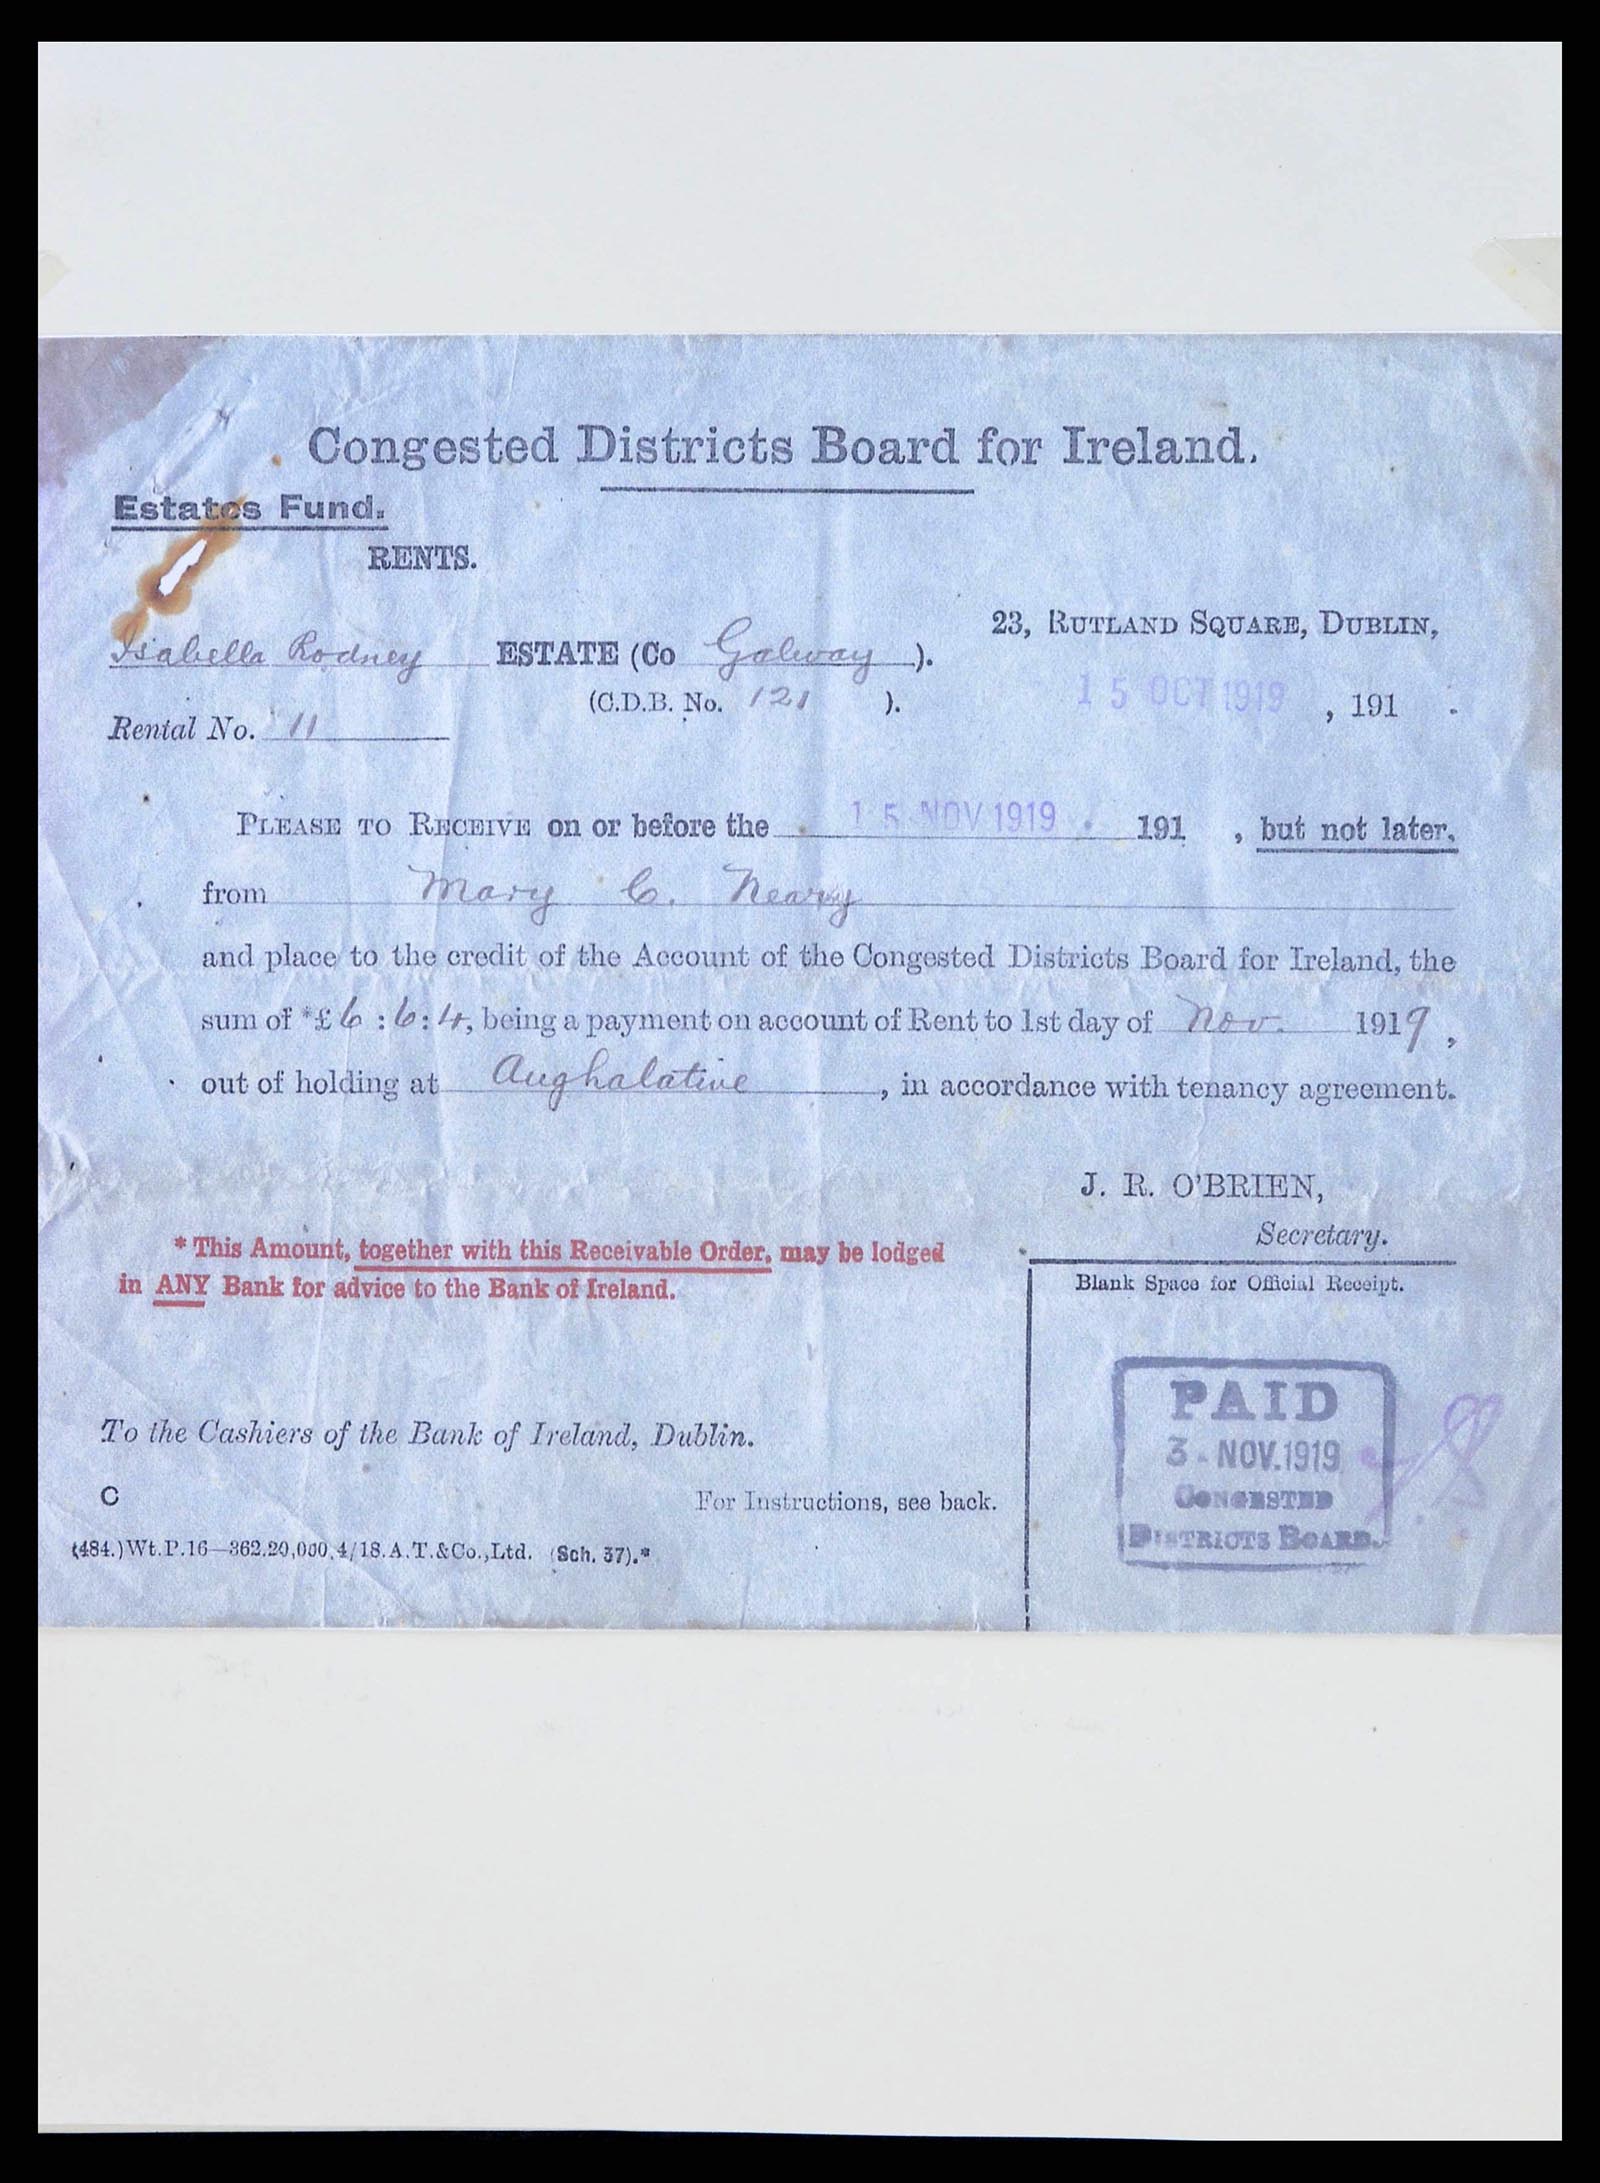 Congested Districts Board for Ireland.
Estates Fund.
RENTS.
23, RUTLAND SQUARE, DUBLIN,
Isabella Rodney ESTATE (Co Galway ).
(C.D.B. No. 121 ).
15 OCT 1919 , 191 .
Rental No. 11
PLEASE TO RECEIVE on or before the 15 NOV 1919 191 , but not later,
from Mary C. Neary
and place to the credit of the Account of the Congested Districts Board for Ireland, the
sum of *£6 : 6 : 4, being a payment on account of Rent to 1st day of Nov. 1919,
out of holding at Aughalative, in accordance with tenancy agreement.
J. R. O'BRIEN,
Secretary.
* This Amount, together with this Receivable Order, may be lodged
in ANY Bank for advice to the Bank of Ireland.
Blank Space for Official Receipt.
PAID
3 - NOV.1919
CONGESTED
DISTRICTS BOARD.
To the Cashiers of the Bank of Ireland, Dublin.
C
For Instructions, see back.
(484.)Wt.P.16—362.20,000.4/18.A.T.&Co.,Ltd. (Sch. 37).*